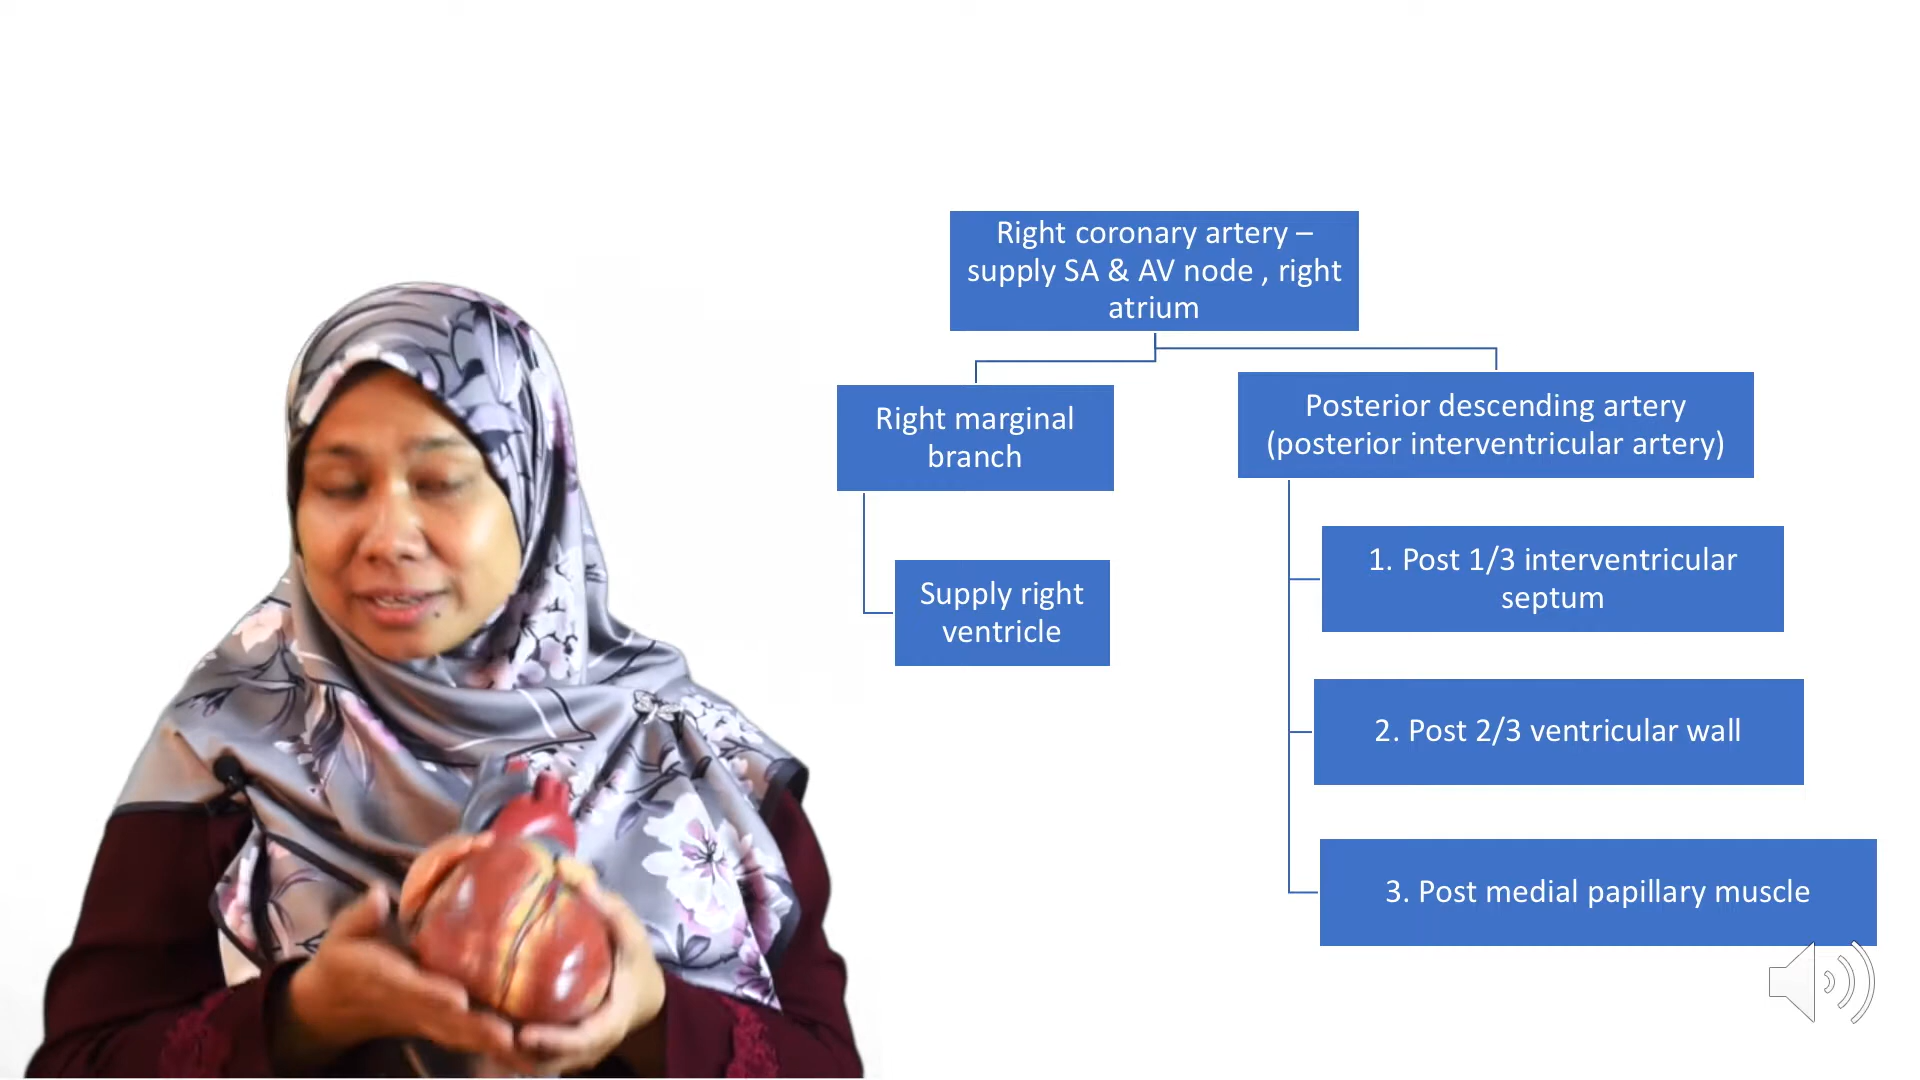 Right coronary artery –
supply SA & AV node , right
atrium
Right marginal
branch
Supply right
ventricle
Posterior descending artery
(posterior interventricular artery)
1. Post 1/3 interventricular
septum
2. Post 2/3 ventricular wall
3. Post medial papillary muscle